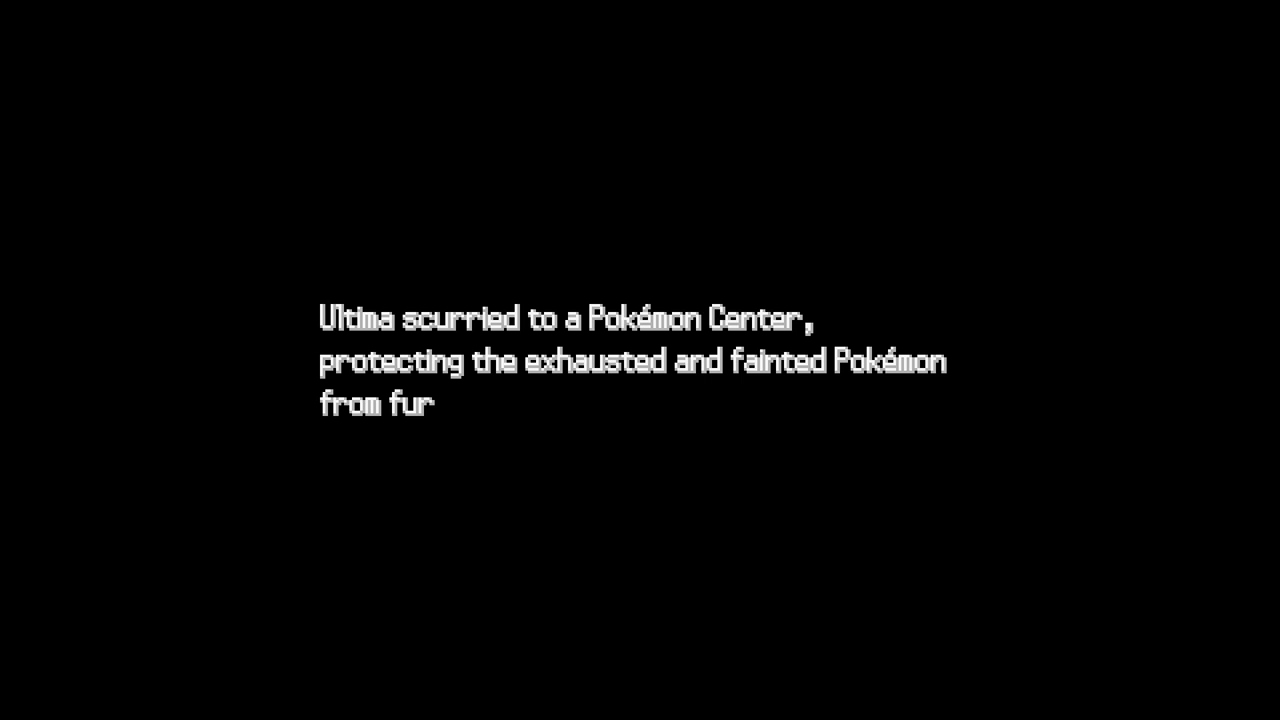 Ultima scurried to a Pokémon Center,
protecting the exhausted and fainted Pokémon
from fur